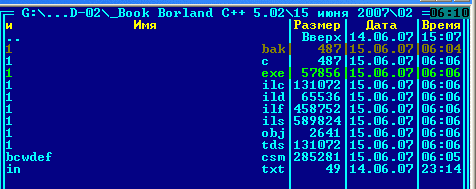 G:\...D-02\_Book Borland C++ 5.02\15 июня 2007\02 =06:10
и Имя Размер Дата Время
.. Вверх 14.06.07 15:07
1 bak 487 15.06.07 06:04
1 c 487 15.06.07 06:06
1 exe 57856 15.06.07 06:06
1 ilc 131072 15.06.07 06:06
1 ild 65536 15.06.07 06:06
1 ilf 458752 15.06.07 06:06
1 ils 589824 15.06.07 06:06
1 obj 2641 15.06.07 06:06
1 tds 131072 15.06.07 06:06
bcwdef csm 285281 15.06.07 06:05
in txt 49 14.06.07 23:14